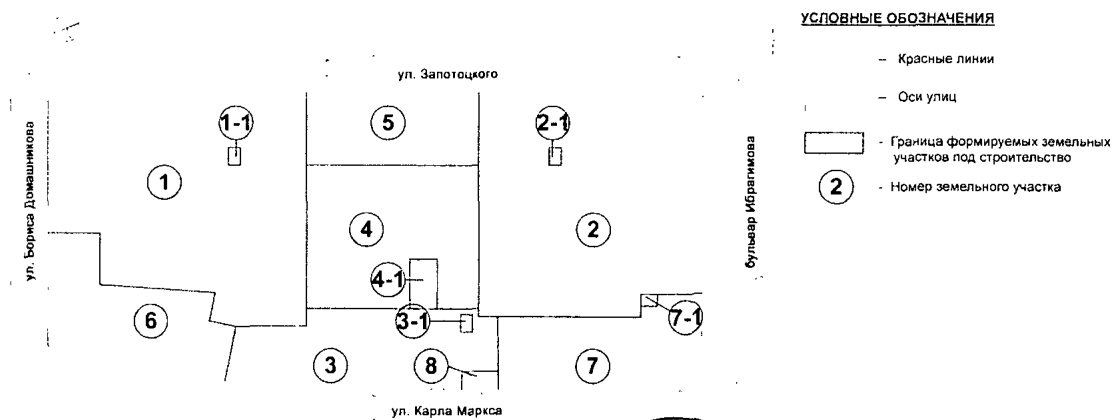 УСЛОВНЫЕ ОБОЗНАЧЕНИЯ
– Красные линии
– Оси улиц
- Граница формируемых земельных
участков под строительство
2 - Номер земельного участка
ул. Запотоцкого
ул. Бориса Домашникова
бульвар Ибрагимова
ул. Карла Маркса
1-1
5
2-1
1
4
2
4-1
3-1
7-1
6
3
8
7